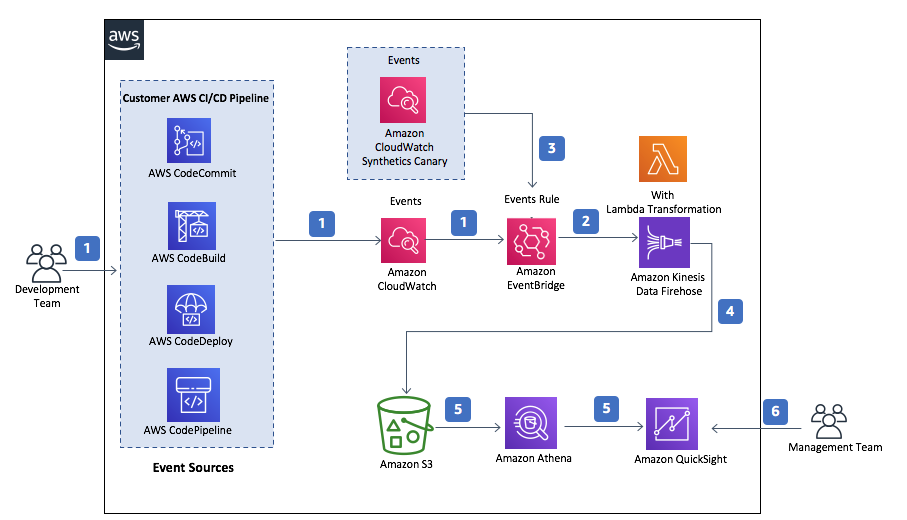 aws
Events
Customer AWS CI/CD Pipeline
Amazon
CloudWatch
Synthetics Canary
3
AWS CodeCommit
With
Lambda Transformation
Events
Events Rule
1
1
2
1
AWS CodeBuild
Amazon
CloudWatch
Amazon
EventBridge
Amazon Kinesis
Data Firehose
Development
Team
4
AWS CodeDeploy
AWS CodePipeline
5
5
6
Amazon S3
Amazon Athena
Amazon QuickSight
Management Team
Event Sources